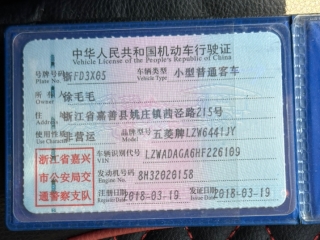 中华人民共和国机动车行驶证
Vehicle License of the People's Republic of China
号牌号码 浙FD3X05 车辆类型 小型普通客车
Plate No. Vehicle Type
所有人 徐毛毛
Owner
住址 浙江省嘉善县姚庄镇茜泾路215号
Address
使用性质 非营运 品牌型号 五菱牌LZW6441JY
Use Character Model
浙江省嘉兴市公安局交通警察支队
车辆识别代号 LZWADAGA6HF226109
VIN
发动机号码 8H32020158
Engine No.
注册日期 2018-03-19 发证日期 2018-03-19
Register Date Issue Date